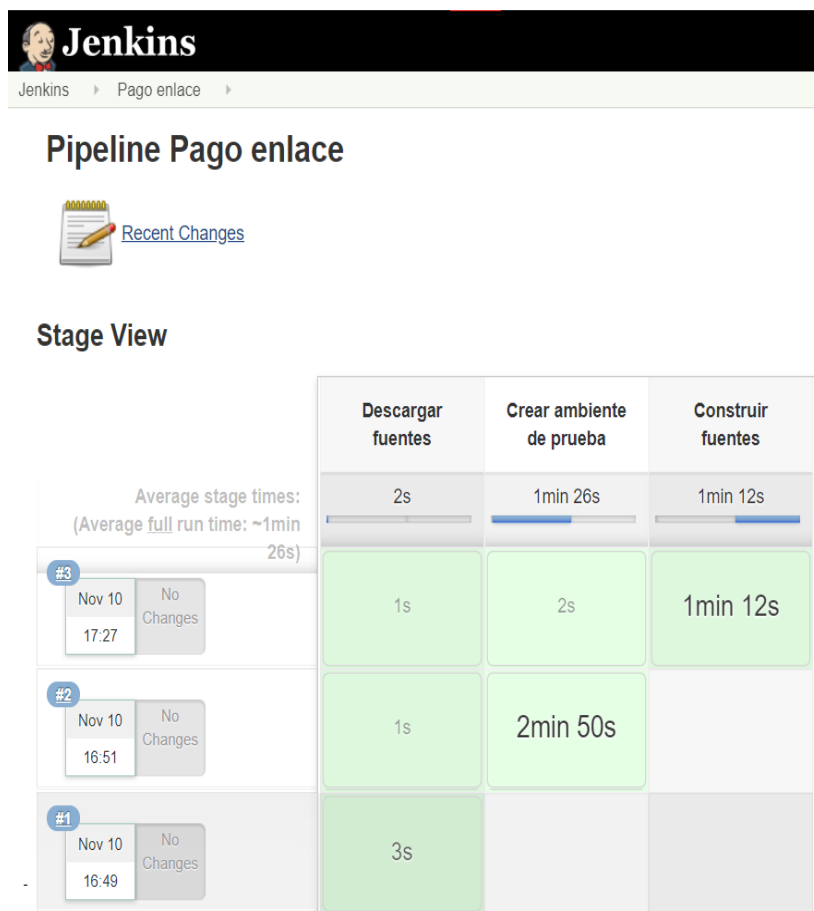 Jenkins
Jenkins Pago enlace
Pipeline Pago enlace
Recent Changes
Stage View
Descargar
fuentes
Crear ambiente
de prueba
Construir
fuentes
Average stage times:
(Average full run time: ~1min
26s)
2s
1min 26s
1min 12s
#3
Nov 10
17:27
No
Changes
1s
2s
1min 12s
#2
Nov 10
16:51
No
Changes
1s
2min 50s
#1
Nov 10
16:49
No
Changes
3s
-